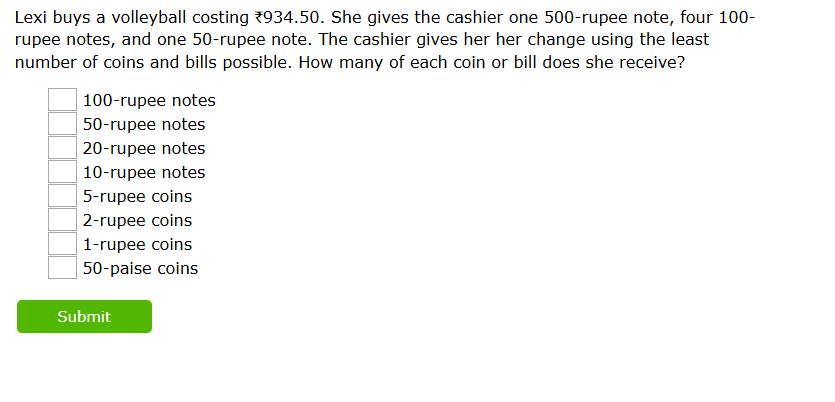 Lexi buys a volleyball costing ₹934.50. She gives the cashier one 500-rupee note, four 100-
rupee notes, and one 50-rupee note. The cashier gives her her change using the least
number of coins and bills possible. How many of each coin or bill does she receive?
100-rupee notes
50-rupee notes
20-rupee notes
10-rupee notes
5-rupee coins
2-rupee coins
1-rupee coins
50-paise coins
Submit